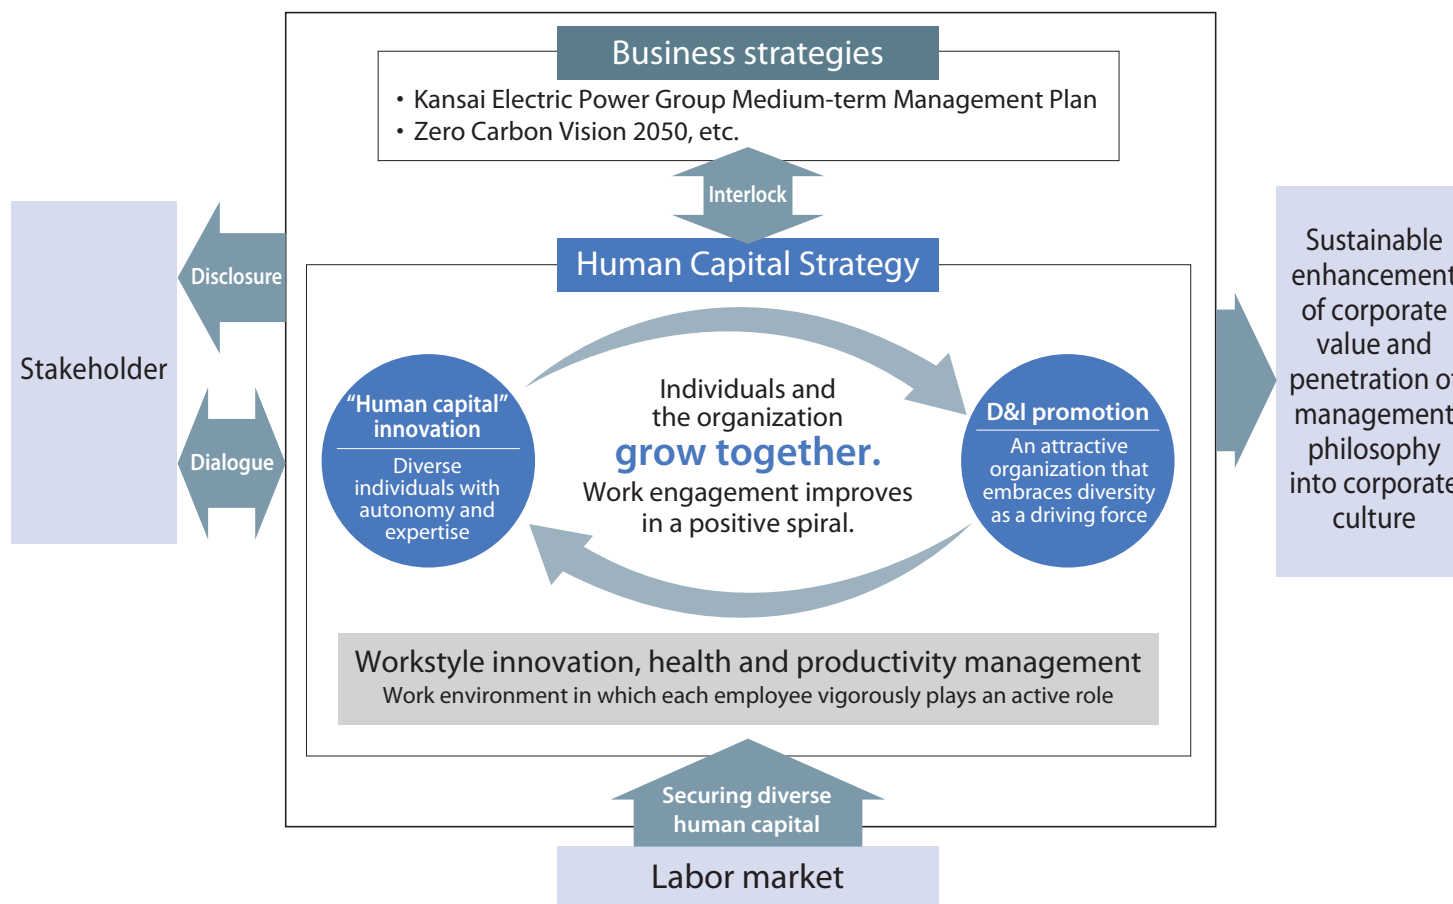 Business strategies
・Kansai Electric Power Group Medium-term Management Plan
・Zero Carbon Vision 2050, etc.
Interlock
Human Capital Strategy
Disclosure
Stakeholder
Dialogue
“Human capital”
innovation
Diverse
individuals with
autonomy and
expertise
Individuals and
the organization
grow together.
Work engagement improves
in a positive spiral.
D&I promotion
An attractive
organization that
embraces diversity
as a driving force
Workstyle innovation, health and productivity management
Work environment in which each employee vigorously plays an active role
Securing diverse
human capital
Labor market
Sustainable
enhancement
of corporate
value and
penetration of
management
philosophy
into corporate
culture